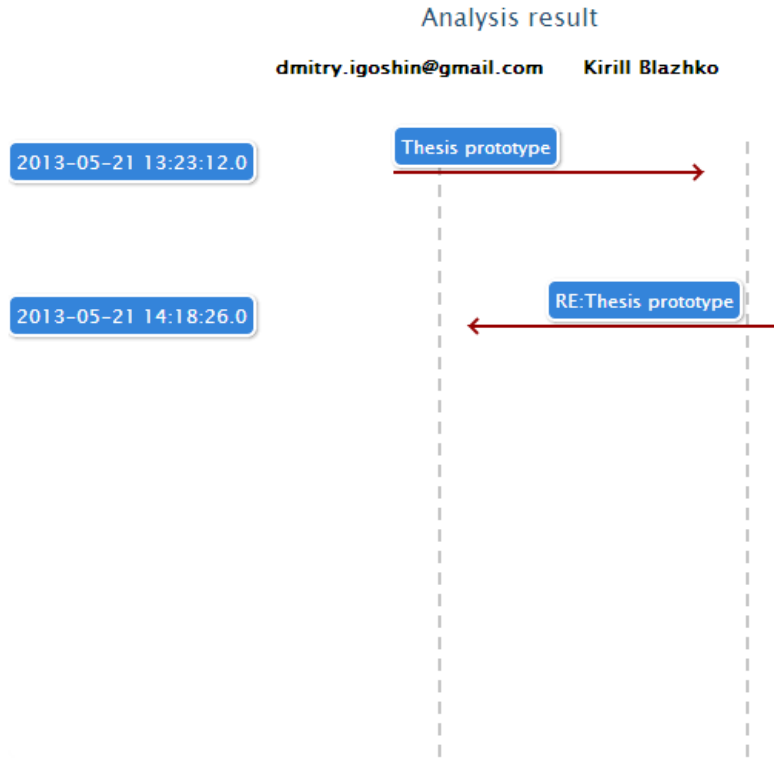 Analysis result
dmitry.igoshin@gmail.com Kirill Blazhko
2013-05-21 13:23:12.0 Thesis prototype
2013-05-21 14:18:26.0 RE:Thesis prototype